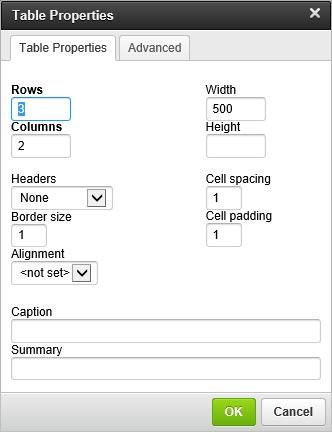 Table Properties
Table Properties Advanced
Rows Width
3 500
Columns Height
2
Headers Cell spacing
None 1
Border size Cell padding
1 1
Alignment
<not set>
Caption
Summary
OK Cancel